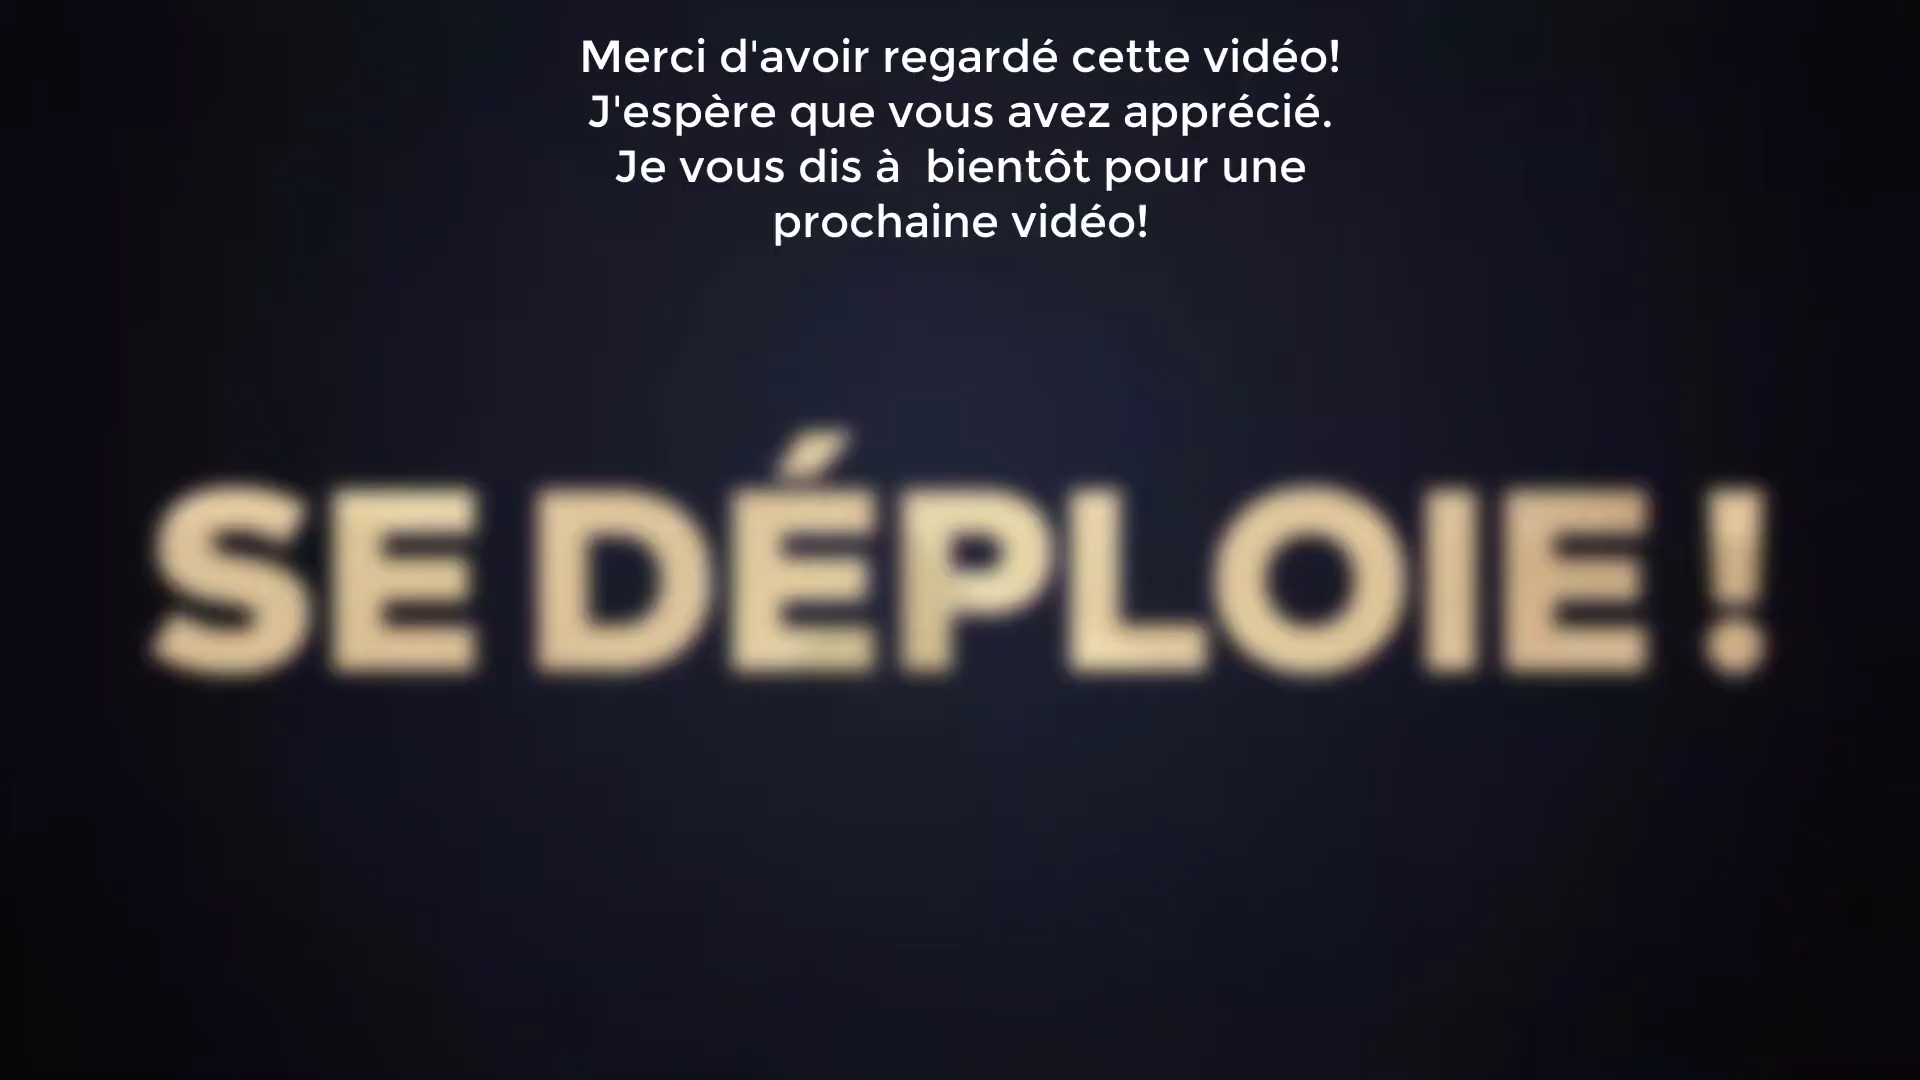 Merci d'avoir regardé cette vidéo!
J'espère que vous avez apprécié.
Je vous dis à  bientôt pour une
prochaine vidéo!
SE DÉPLOIE !